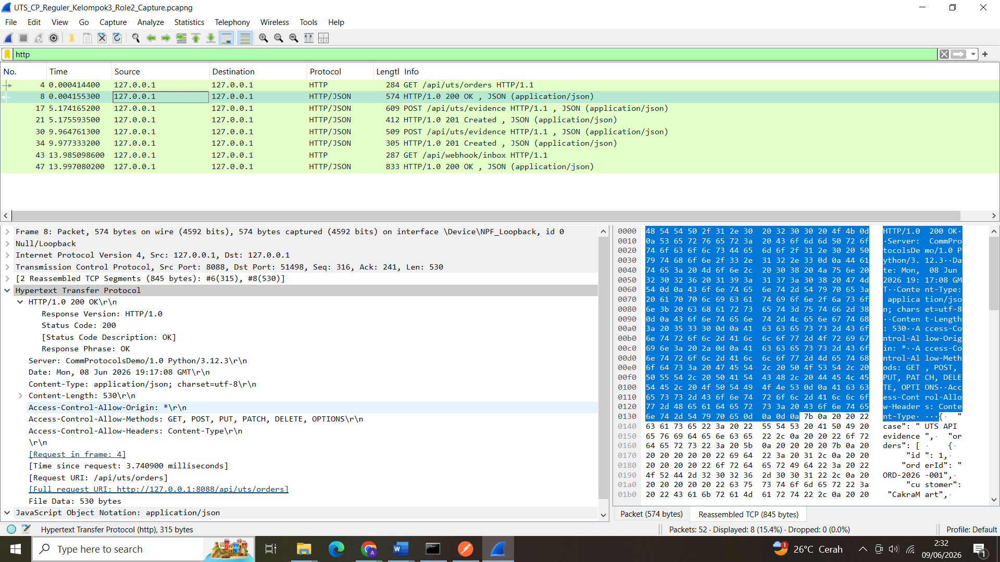 UTS_CP_Reguler_Kelompok3_Role2_Capture.pcapng
File Edit View Go Capture Analyze Statistics Telephony Wireless Tools Help
http
No. Time Source Destination Protocol Lengtl Info
4 0.000414400 127.0.0.1 127.0.0.1 HTTP 284 GET /api/uts/orders HTTP/1.1
8 0.004155300 127.0.0.1 127.0.0.1 HTTP/JSON 574 HTTP/1.0 200 OK , JSON (application/json)
17 5.174165200 127.0.0.1 127.0.0.1 HTTP/JSON 609 POST /api/uts/evidence HTTP/1.1 , JSON (application/json)
21 5.175593500 127.0.0.1 127.0.0.1 HTTP/JSON 412 HTTP/1.0 201 Created , JSON (application/json)
30 9.964761300 127.0.0.1 127.0.0.1 HTTP/JSON 509 POST /api/uts/evidence HTTP/1.1 , JSON (application/json)
34 9.977333200 127.0.0.1 127.0.0.1 HTTP/JSON 305 HTTP/1.0 201 Created , JSON (application/json)
43 13.985098600 127.0.0.1 127.0.0.1 HTTP 287 GET /api/webhook/inbox HTTP/1.1
47 13.997080200 127.0.0.1 127.0.0.1 HTTP/JSON 833 HTTP/1.0 200 OK , JSON (application/json)
Frame 8: Packet, 574 bytes on wire (4592 bits), 574 bytes captured (4592 bits) on interface \Device\NPF_Loopback, id 0
Null/Loopback
Internet Protocol Version 4, Src: 127.0.0.1, Dst: 127.0.0.1
Transmission Control Protocol, Src Port: 8088, Dst Port: 51498, Seq: 316, Ack: 241, Len: 530
[2 Reassembled TCP Segments (845 bytes): #6(315), #8(530)]
Hypertext Transfer Protocol
HTTP/1.0 200 OK\r\n
Response Version: HTTP/1.0
Status Code: 200
[Status Code Description: OK]
Response Phrase: OK
Server: CommProtocolsDemo/1.0 Python/3.12.3\r\n
Date: Mon, 08 Jun 2026 19:17:08 GMT\r\n
Content-Type: application/json; charset=utf-8\r\n
Content-Length: 530\r\n
Access-Control-Allow-Origin: *\r\n
Access-Control-Allow-Methods: GET, POST, PUT, PATCH, DELETE, OPTIONS\r\n
Access-Control-Allow-Headers: Content-Type\r\n
\r\n
[Request in frame: 4]
[Time since request: 3.740900 milliseconds]
[Request URI: /api/uts/orders]
[Full request URI: http://127.0.0.1:8088/api/uts/orders]
File Data: 530 bytes
JavaScript Object Notation: application/json
0000 48 54 54 50 2f 31 2e 30 20 32 30 30 20 4f 4b 0d HTTP/1.0 200 OK·
0010 0a 53 65 72 76 65 72 3a 20 43 6f 6d 6d 50 72 6f ·Server: CommPro
0020 74 6f 63 6f 6c 73 44 65 6d 6f 2f 31 2e 30 20 50 tocolsDe mo/1.0 P
0030 79 74 68 6f 6e 2f 33 2e 31 32 2e 33 0d 0a 44 61 ython/3. 12.3··Da
0040 74 65 3a 20 4d 6f 6e 2c 20 30 38 20 4a 75 6e 20 te: Mon, 08 Jun
0050 32 30 32 36 20 31 39 3a 31 37 3a 30 38 20 47 4d 2026 19: 17:08 GM
0060 54 0d 0a 43 6f 6e 74 65 6e 74 2d 54 79 70 65 3a T··Conte nt-Type:
0070 20 61 70 70 6c 69 63 61 74 69 6f 6e 2f 6a 73 6f applica tion/jso
0080 6e 3b 20 63 68 61 72 73 65 74 3d 75 74 66 2d 38 n; chars et=utf-8
0090 0d 0a 43 6f 6e 74 65 6e 74 2d 4c 65 6e 67 74 68 ··Conten t-Length
00a0 3a 20 35 33 30 0d 0a 41 63 63 65 73 73 2d 43 6f : 530··A ccess-Co
00b0 6e 74 72 6f 6c 2d 41 6c 6c 6f 77 2d 4f 72 69 67 ntrol-Al low-Orig
00c0 69 6e 3a 20 2a 0d 0a 41 63 63 65 73 73 2d 43 6f in: *··A ccess-Co
00d0 6e 74 72 6f 6c 2d 41 6c 6c 6f 77 2d 4d 65 74 68 ntrol-Al low-Meth
00e0 6f 64 73 3a 20 47 45 54 2c 20 50 4f 53 54 2c 20 ods: GET , POST,
00f0 50 55 54 2c 20 50 41 54 43 48 2c 20 44 45 4c 45 PUT, PAT CH, DELE
0100 54 45 2c 20 4f 50 54 49 4f 4e 53 0d 0a 41 63 63 TE, OPTI ONS··Acc
0110 65 73 73 2d 43 6f 6e 74 72 6f 6c 2d 41 6c 6c 6f ess-Cont rol-Allo
0120 77 2d 48 65 61 64 65 72 73 3a 20 43 6f 6e 74 65 w-Header s: Conte
0130 6e 74 2d 54 79 70 65 0d 0a 0d 0a 7b 0a 20 20 22 nt-Type· ···{· "
0140 63 61 73 65 22 3a 20 22 55 54 53 20 41 50 49 20 case": " UTS API
0150 65 76 69 64 65 6e 63 65 22 2c 0a 20 20 22 6f 72 evidence ",· "or
0160 64 65 72 73 22 3a 20 5b 0a 20 20 20 20 7b 0a 20 ders": [ · {·
0170 20 20 20 20 20 22 69 64 22 3a 20 31 2c 0a 20 20 "id ": 1,·
0180 20 20 20 20 22 6f 72 64 65 72 49 64 22 3a 20 22 "ord erId": "
0190 4f 52 44 2d 32 30 32 36 2d 30 30 31 22 2c 0a 20 ORD-2026 -001",·
01a0 20 20 20 20 20 22 63 75 73 74 6f 6d 65 72 22 3a "cu stomer":
01b0 20 22 43 61 6b 72 61 4d 61 72 74 22 2c 0a 20 20 "CakraM art",·
Packet (574 bytes) Reassembled TCP (845 bytes)
Hypertext Transfer Protocol (http), 315 bytes Packets: 52 · Displayed: 8 (15.4%) · Dropped: 0 (0.0%) Profile: Default
Type here to search 26°C Cerah 2:32
09/06/2026